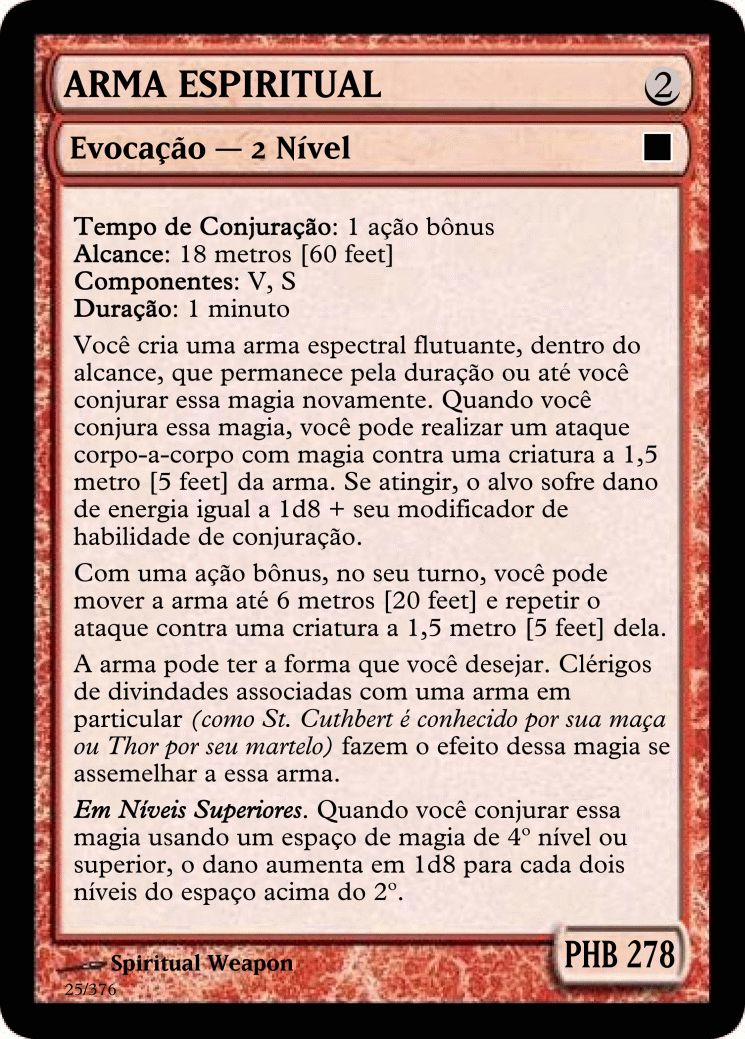 ARMA ESPIRITUAL
2
Evocação — 2 Nível
Tempo de Conjuração: 1 ação bônus
Alcance: 18 metros [60 feet]
Componentes: V, S
Duração: 1 minuto
Você cria uma arma espectral flutuante, dentro do
alcance, que permanece pela duração ou até você
conjurar essa magia novamente. Quando você
conjura essa magia, você pode realizar um ataque
corpo-a-corpo com magia contra uma criatura a 1,5
metro [5 feet] da arma. Se atingir, o alvo sofre dano
de energia igual a 1d8 + seu modificador de
habilidade de conjuração.
Com uma ação bônus, no seu turno, você pode
mover a arma até 6 metros [20 feet] e repetir o
ataque contra uma criatura a 1,5 metro [5 feet] dela.
A arma pode ter a forma que você desejar. Clérigos
de divindades associadas com uma arma em
particular (como St. Cuthbert é conhecido por sua maça
ou Thor por seu martelo) fazem o efeito dessa magia se
assemelhar a essa arma.
Em Níveis Superiores. Quando você conjurar essa
magia usando um espaço de magia de 4º nível ou
superior, o dano aumenta em 1d8 para cada dois
níveis do espaço acima do 2º.
PHB 278
Spiritual Weapon
25/376